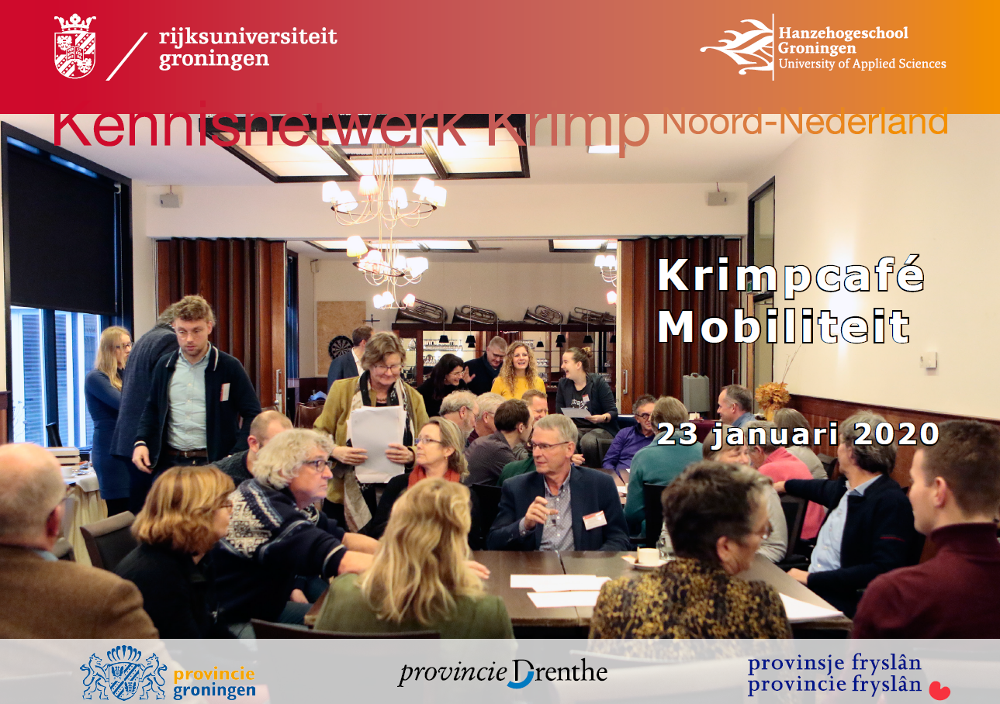 rijksuniversiteit
groningen
Hanzehogeschool
Groningen
University of Applied Sciences
Kennisnetwerk Krimp Noord-Nederland
Krimpcafé
Mobiliteit
23 januari 2020
provincie
groningen
provincie Drenthe
provinsje fryslân
provincie fryslân